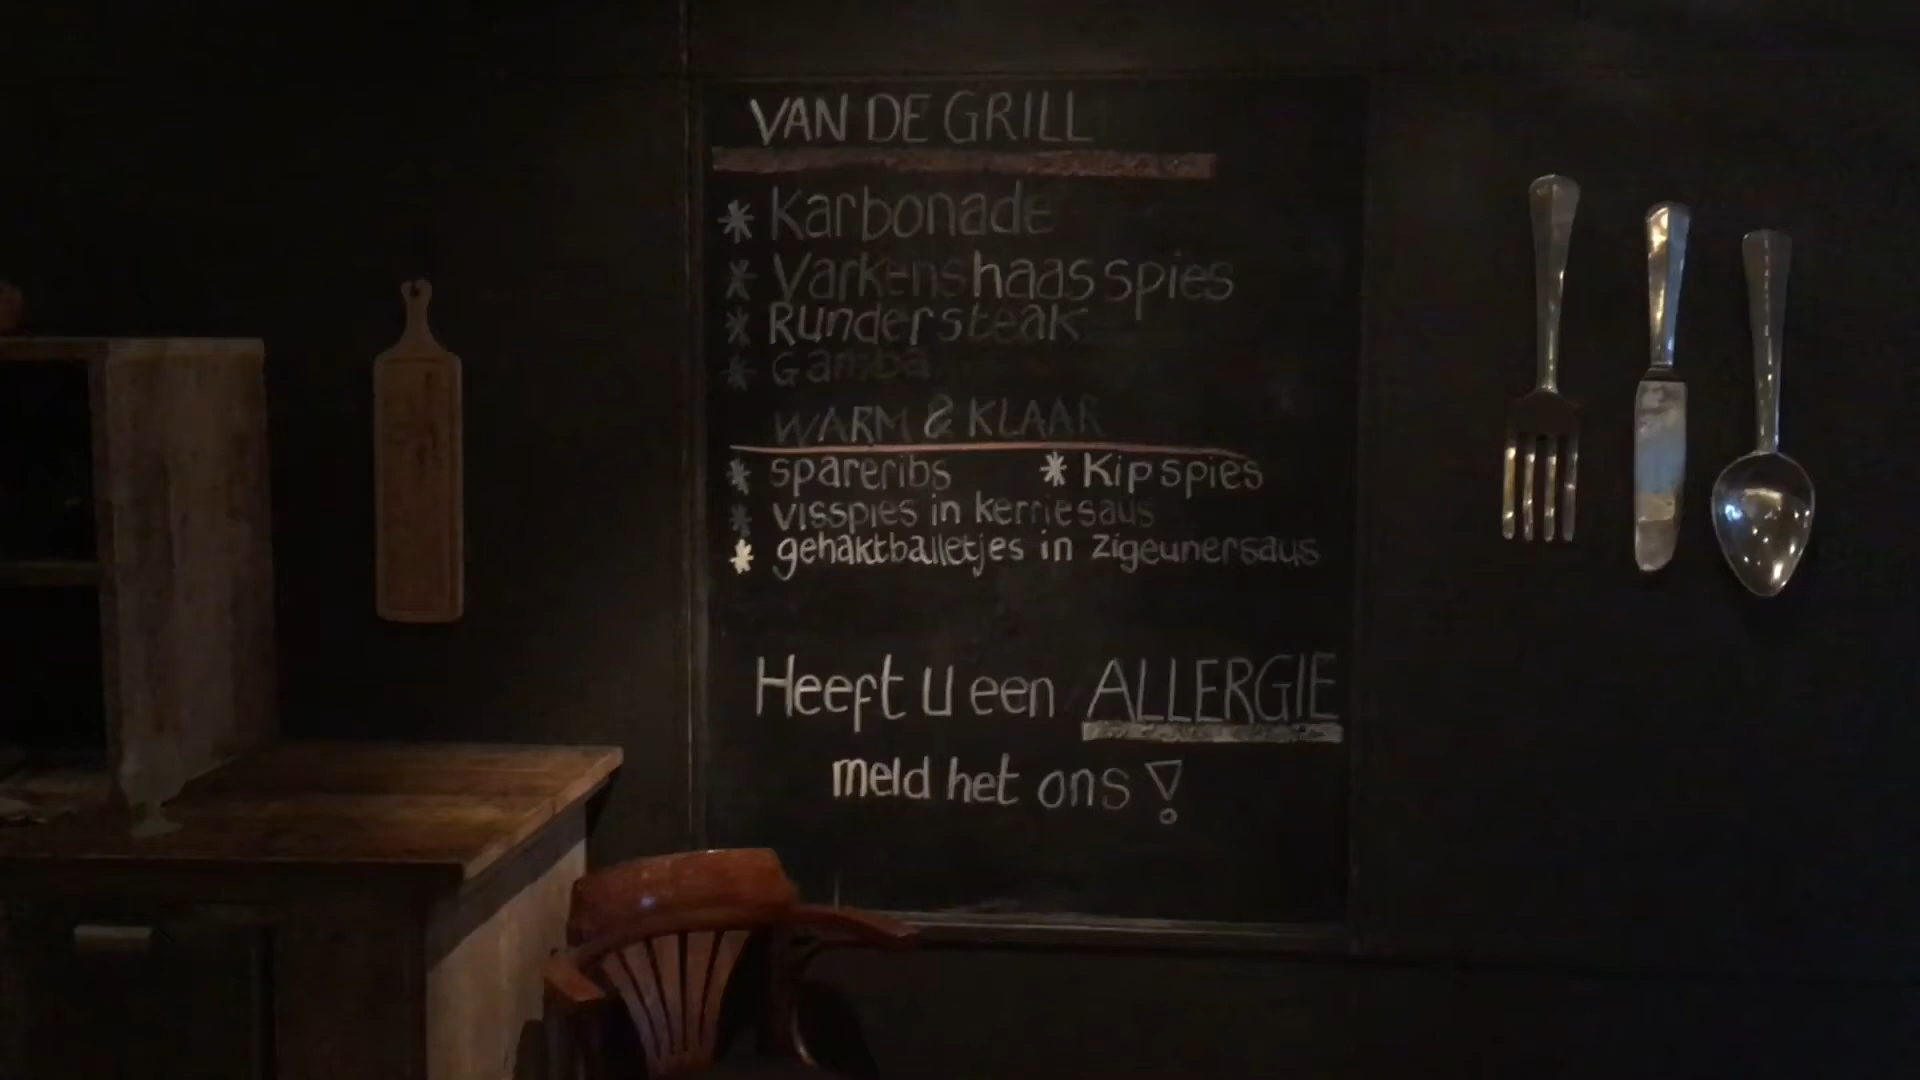 VAN DE GRILL
* Karbonade
* Varkenshaasspies
* Rundersteak
* Gamba
WARM & KLAAR
* spareribs * Kipspies
* visspies in kerriesaus
* gehaktballetjes in zigeunersaus
Heeft U een ALLERGIE
meld het ons !